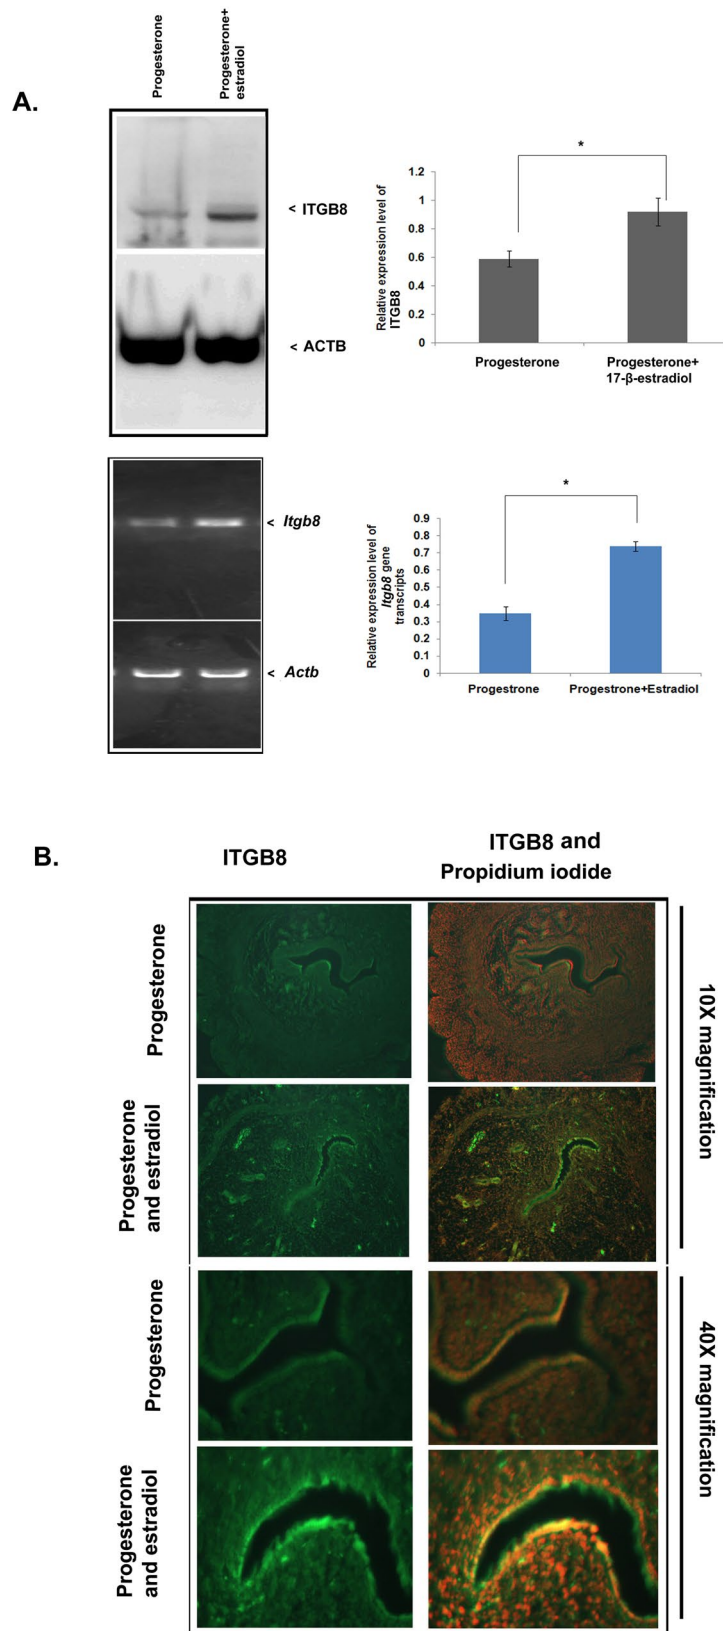 Progesterone
Progesterone+
estradiol
A.
< ITGB8
< ACTB
*
Relative expression level of
ITGB8
1.2
1
0.8
0.6
0.4
0.2
0
Progesterone
Progesterone+
17-β-estradiol
< Itgb8
< Actb
*
Relative expression level of
Itgb8 gene
transcripts
0.9
0.8
0.7
0.6
0.5
0.4
0.3
0.2
0.1
0
Progestrone
Progestrone+Estradiol
B.
ITGB8
ITGB8 and
Propidium iodide
Progesterone
Progesterone
and estradiol
10X magnification
Progesterone
Progesterone
and estradiol
40X magnification